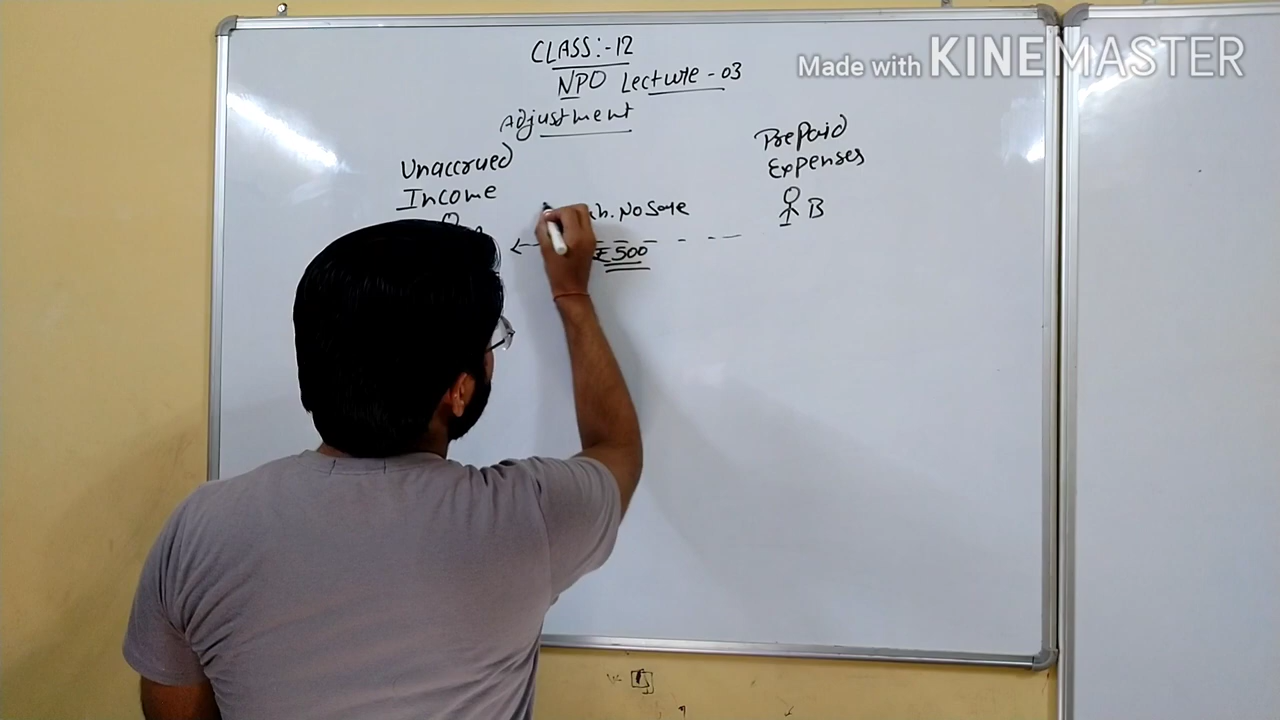 CLASS:-12
NPO Lecture-03
Adjustment
Made with KINEMASTER
Unaccrued
Income
Prepaid
Expenses
B
₹500